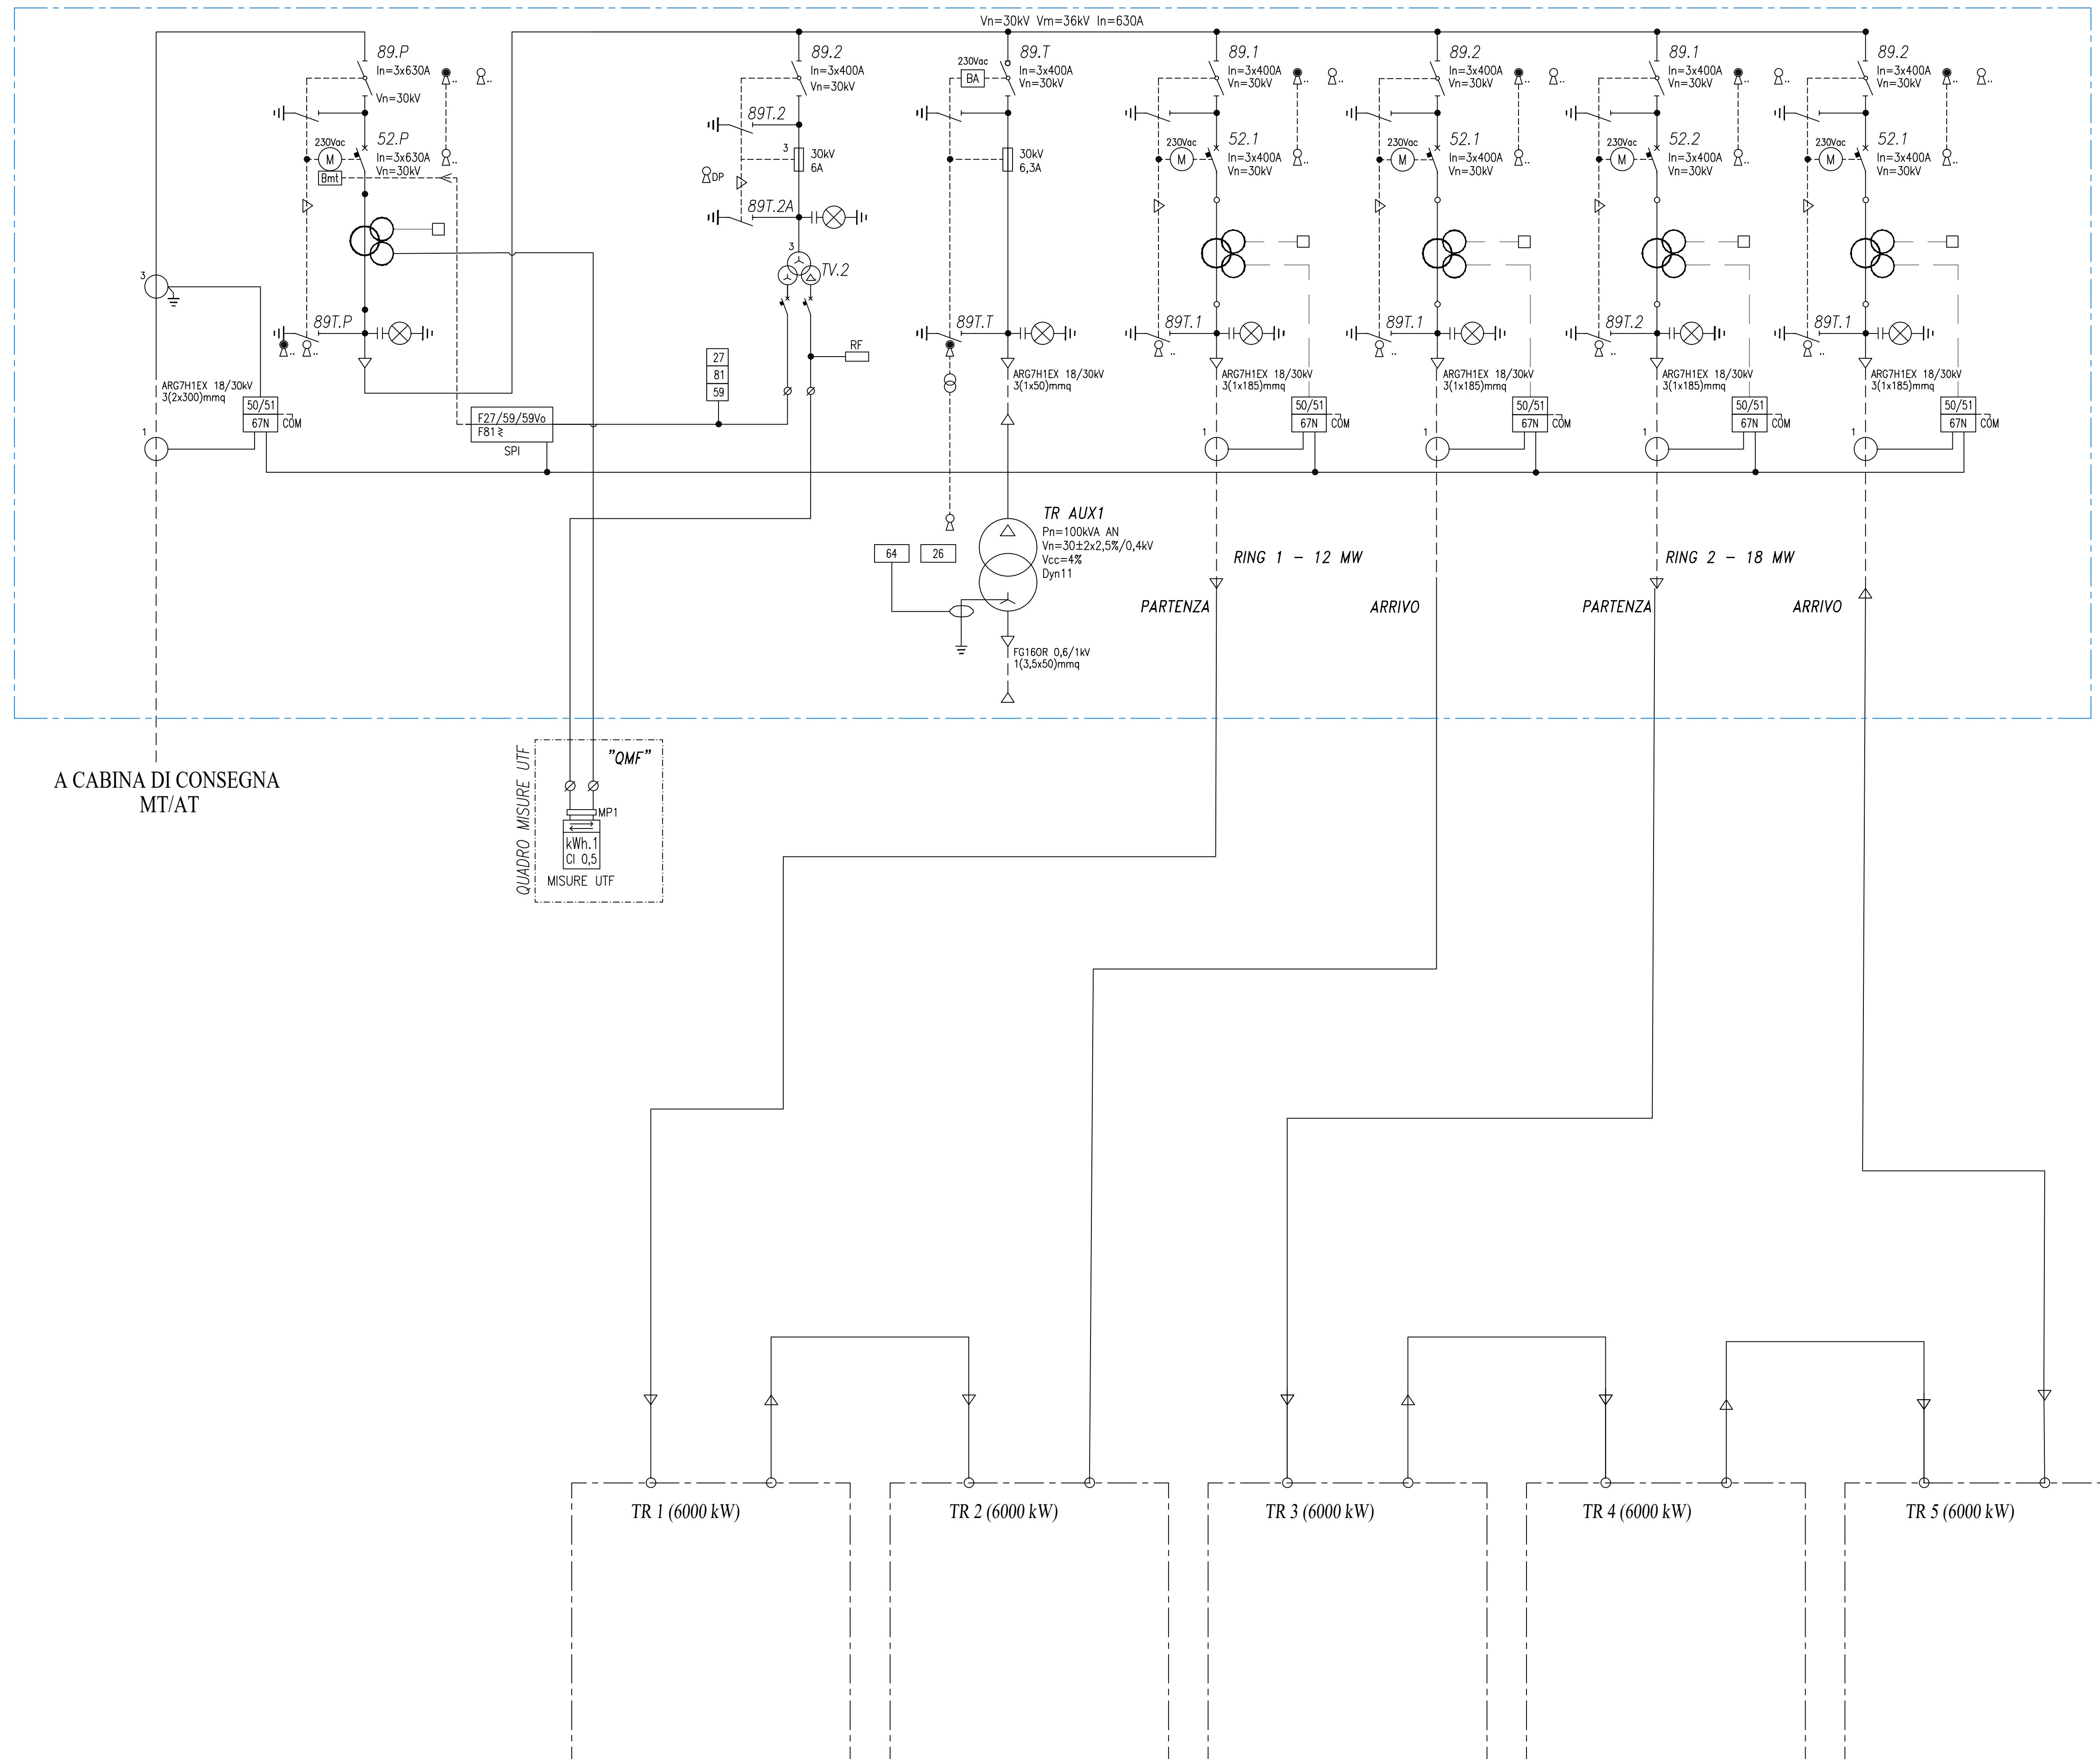 Vn=30kV Vm=36kV In=630A
89.P
In=3x630A
Vn=30kV
230Vac
M
Bmt
52.P
In=3x630A
Vn=30kV
3
89T.P
ARG7H1EX 18/30kV
3(2x300)mmq
50/51
67N
COM
1
89.2
In=3x400A
Vn=30kV
89T.2
3
30kV
6A
DP
89T.2A
3
TV.2
RF
27
81
59
F27/59/59Vo
F81≷
SPI
89.T
230Vac
BA
In=3x400A
Vn=30kV
30kV
6,3A
89T.T
ARG7H1EX 18/30kV
3(1x50)mmq
64
26
TR AUX1
Pn=100kVA AN
Vn=30±2x2,5%/0,4kV
Vcc=4%
Dyn11
FG16OR 0,6/1kV
1(3,5x50)mmq
89.1
In=3x400A
Vn=30kV
230Vac
M
52.1
In=3x400A
Vn=30kV
89T.1
ARG7H1EX 18/30kV
3(1x185)mmq
50/51
67N
COM
1
89.2
In=3x400A
Vn=30kV
230Vac
M
52.1
In=3x400A
Vn=30kV
89T.1
ARG7H1EX 18/30kV
3(1x185)mmq
50/51
67N
COM
1
89.1
In=3x400A
Vn=30kV
230Vac
M
52.2
In=3x400A
Vn=30kV
89T.2
ARG7H1EX 18/30kV
3(1x185)mmq
50/51
67N
COM
1
89.2
In=3x400A
Vn=30kV
230Vac
M
52.1
In=3x400A
Vn=30kV
89T.1
ARG7H1EX 18/30kV
3(1x185)mmq
50/51
67N
COM
1
RING 1 - 12 MW
PARTENZA
ARRIVO
RING 2 - 18 MW
PARTENZA
ARRIVO
A CABINA DI CONSEGNA
MT/AT
QUADRO MISURE UTF
"QMF"
MP1
kWh.1
Cl 0,5
MISURE UTF
TR 1 (6000 kW)
TR 2 (6000 kW)
TR 3 (6000 kW)
TR 4 (6000 kW)
TR 5 (6000 kW)